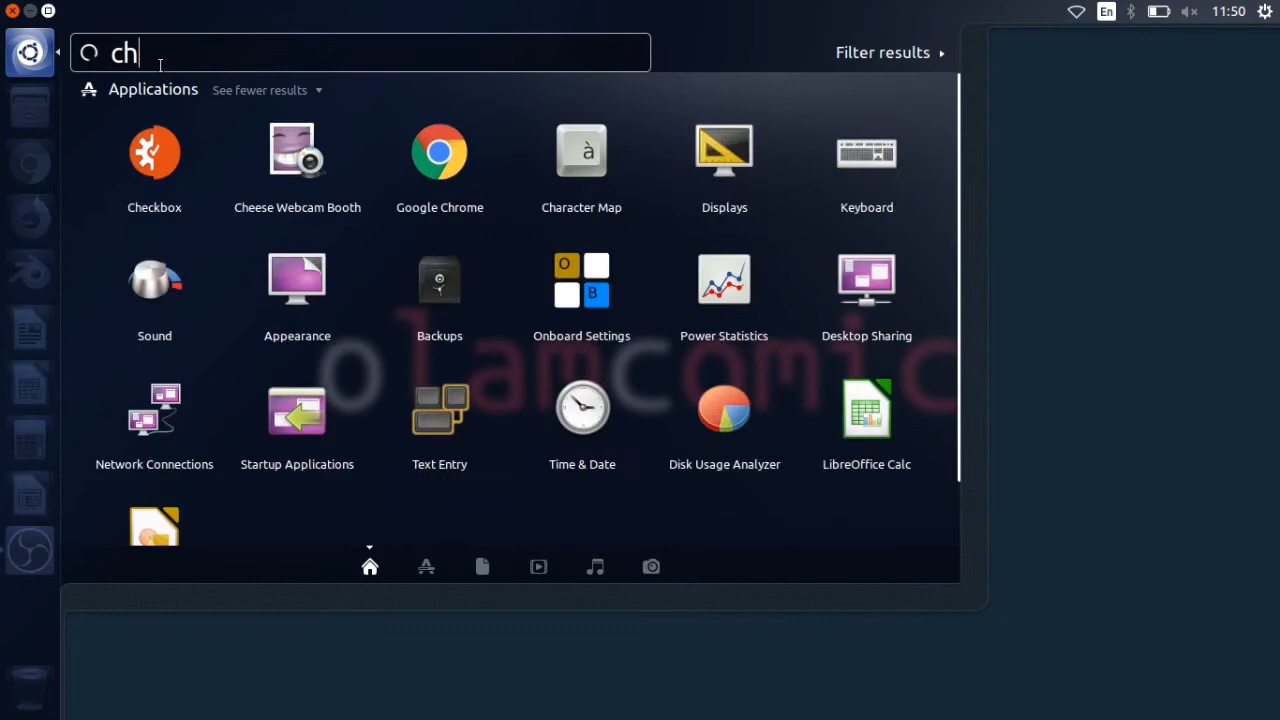 En
11:50
ch
Filter results
Applications
See fewer results
Checkbox
Cheese Webcam Booth
Google Chrome
à
Character Map
Displays
Keyboard
Sound
Appearance
Backups
O
B
Onboard Settings
Power Statistics
Desktop Sharing
olamcomic
Network Connections
Startup Applications
Text Entry
Time & Date
Disk Usage Analyzer
LibreOffice Calc